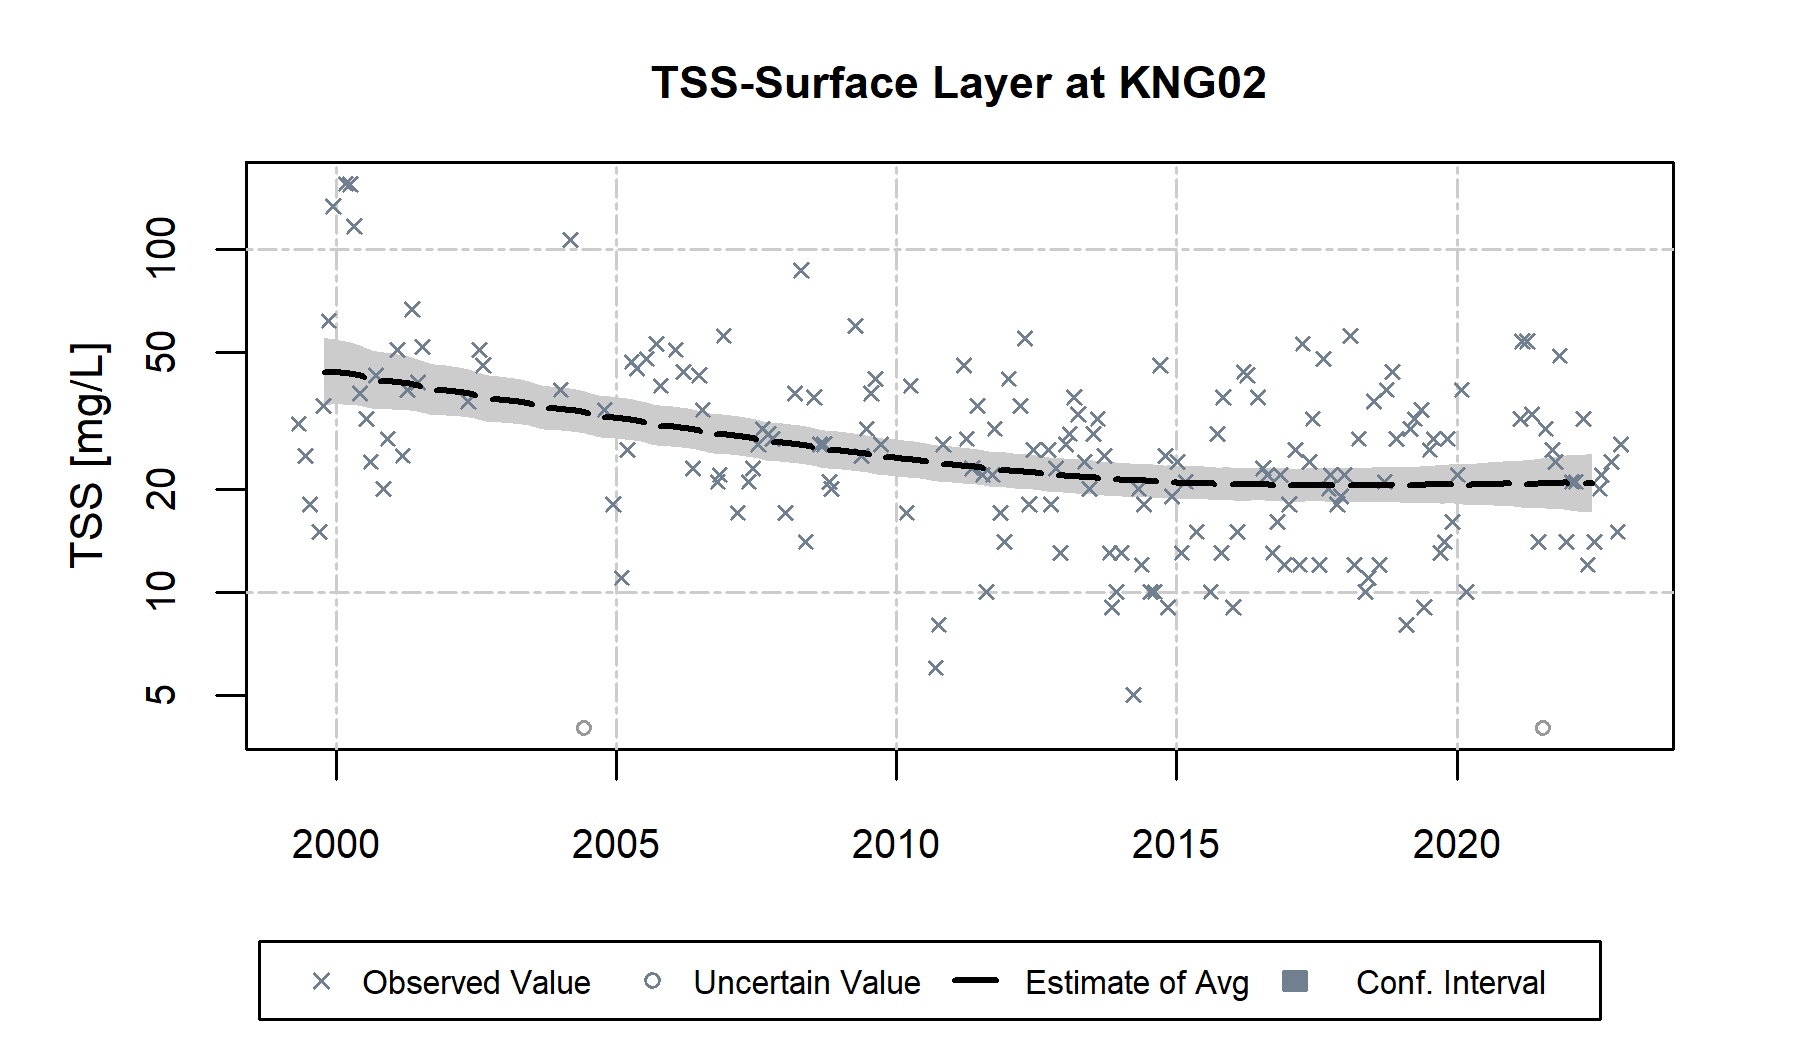 TSS-Surface Layer at KNG02
TSS [mg/L]
100
50
20
10
5
2000 2005 2010 2015 2020
Observed Value Uncertain Value Estimate of Avg Conf. Interval